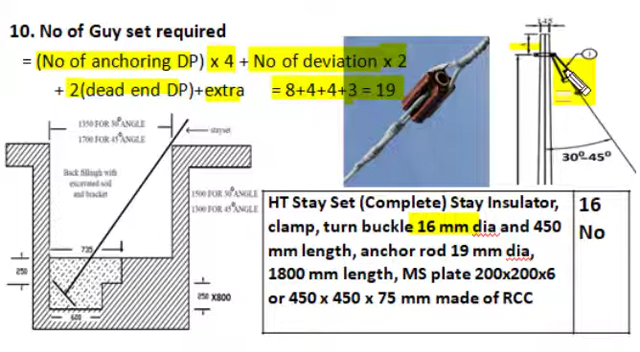 10. No of Guy set required
= (No of anchoring DP) x 4 + No of deviation x 2
+ 2(dead end DP)+extra = 8+4+4+3 = 19
1350 FOR 30°ANGLE
1700 FOR 45°ANGLE
stayset
Back fillingh with
excavated soil
and bracket
1500 FOR 30°ANGLE
1300 FOR 45°ANGLE
735
250
600
250 X800
1
30°-45°
HT Stay Set (Complete) Stay Insulator,
clamp, turn buckle 16 mm dia and 450
mm length, anchor rod 19 mm dia,
1800 mm length, MS plate 200x200x6
or 450 x 450 x 75 mm made of RCC
16
No